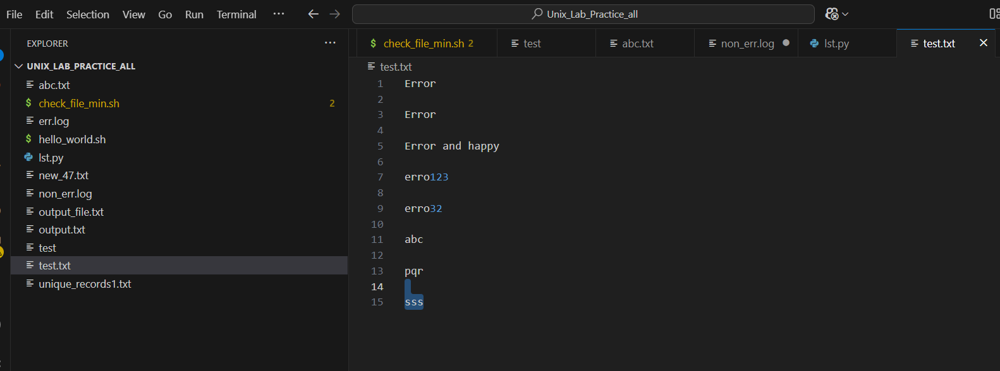 File Edit Selection View Go Run Terminal ··· Unix_Lab_Practice_all
EXPLORER ···
UNIX_LAB_PRACTICE_ALL
abc.txt
check_file_min.sh 2
err.log
hello_world.sh
lst.py
new_47.txt
non_err.log
output_file.txt
output.txt
test
test.txt
unique_records1.txt
$ check_file_min.sh 2 test abc.txt non_err.log lst.py test.txt
test.txt
1 Error
2
3 Error
4
5 Error and happy
6
7 erro123
8
9 erro32
10
11 abc
12
13 pqr
14
15 sss